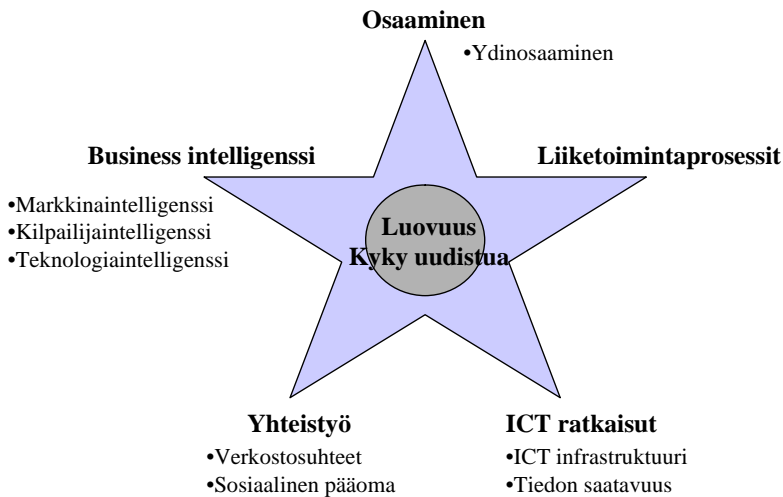 Osaaminen
•Ydinosaaminen
Business intelligenssi
Liiketoimintaprosessit
•Markkinaintelligenssi
•Kilpailijaintelligenssi
•Teknologiaintelligenssi
Luovuus
Kyky uudistua
Yhteistyö
•Verkostosuhteet
•Sosiaalinen pääoma
ICT ratkaisut
•ICT infrastruktuuri
•Tiedon saatavuus